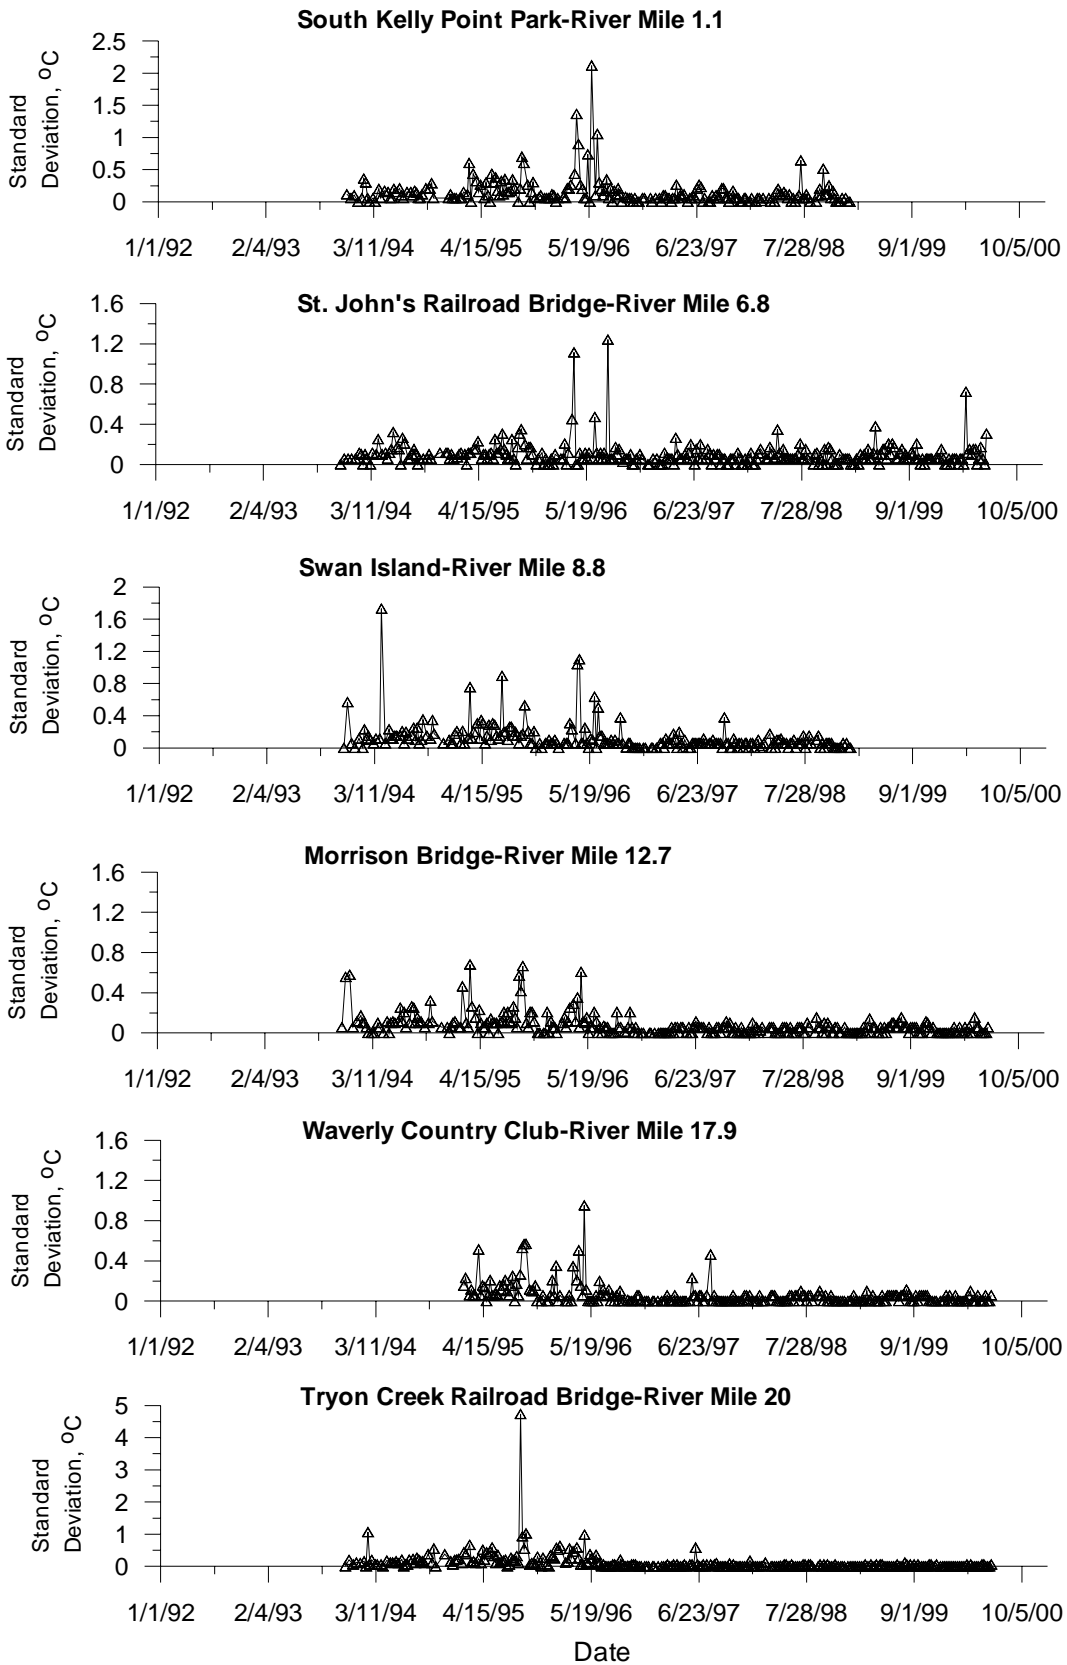 South Kelly Point Park-River Mile 1.1
Standard
Deviation, oC
2.5
2
1.5
1
0.5
0
1/1/92 2/4/93 3/11/94 4/15/95 5/19/96 6/23/97 7/28/98 9/1/99 10/5/00
St. John's Railroad Bridge-River Mile 6.8
Standard
Deviation, oC
1.6
1.2
0.8
0.4
0
1/1/92 2/4/93 3/11/94 4/15/95 5/19/96 6/23/97 7/28/98 9/1/99 10/5/00
Swan Island-River Mile 8.8
Standard
Deviation, oC
2
1.6
1.2
0.8
0.4
0
1/1/92 2/4/93 3/11/94 4/15/95 5/19/96 6/23/97 7/28/98 9/1/99 10/5/00
Morrison Bridge-River Mile 12.7
Standard
Deviation, oC
1.6
1.2
0.8
0.4
0
1/1/92 2/4/93 3/11/94 4/15/95 5/19/96 6/23/97 7/28/98 9/1/99 10/5/00
Waverly Country Club-River Mile 17.9
Standard
Deviation, oC
1.6
1.2
0.8
0.4
0
1/1/92 2/4/93 3/11/94 4/15/95 5/19/96 6/23/97 7/28/98 9/1/99 10/5/00
Tryon Creek Railroad Bridge-River Mile 20
Standard
Deviation, oC
5
4
3
2
1
0
1/1/92 2/4/93 3/11/94 4/15/95 5/19/96 6/23/97 7/28/98 9/1/99 10/5/00
Date